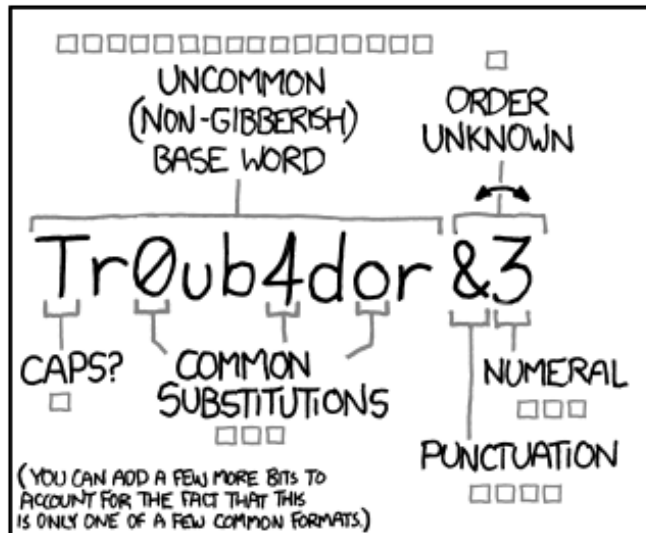 UNCOMMON
(NON-GIBBERISH)
BASE WORD
ORDER
UNKNOWN
Tr0ub4dor &3
CAPS?
COMMON
SUBSTITUTIONS
NUMERAL
PUNCTUATION
(YOU CAN ADD A FEW MORE BITS TO
ACCOUNT FOR THE FACT THAT THIS
IS ONLY ONE OF A FEW COMMON FORMATS.)